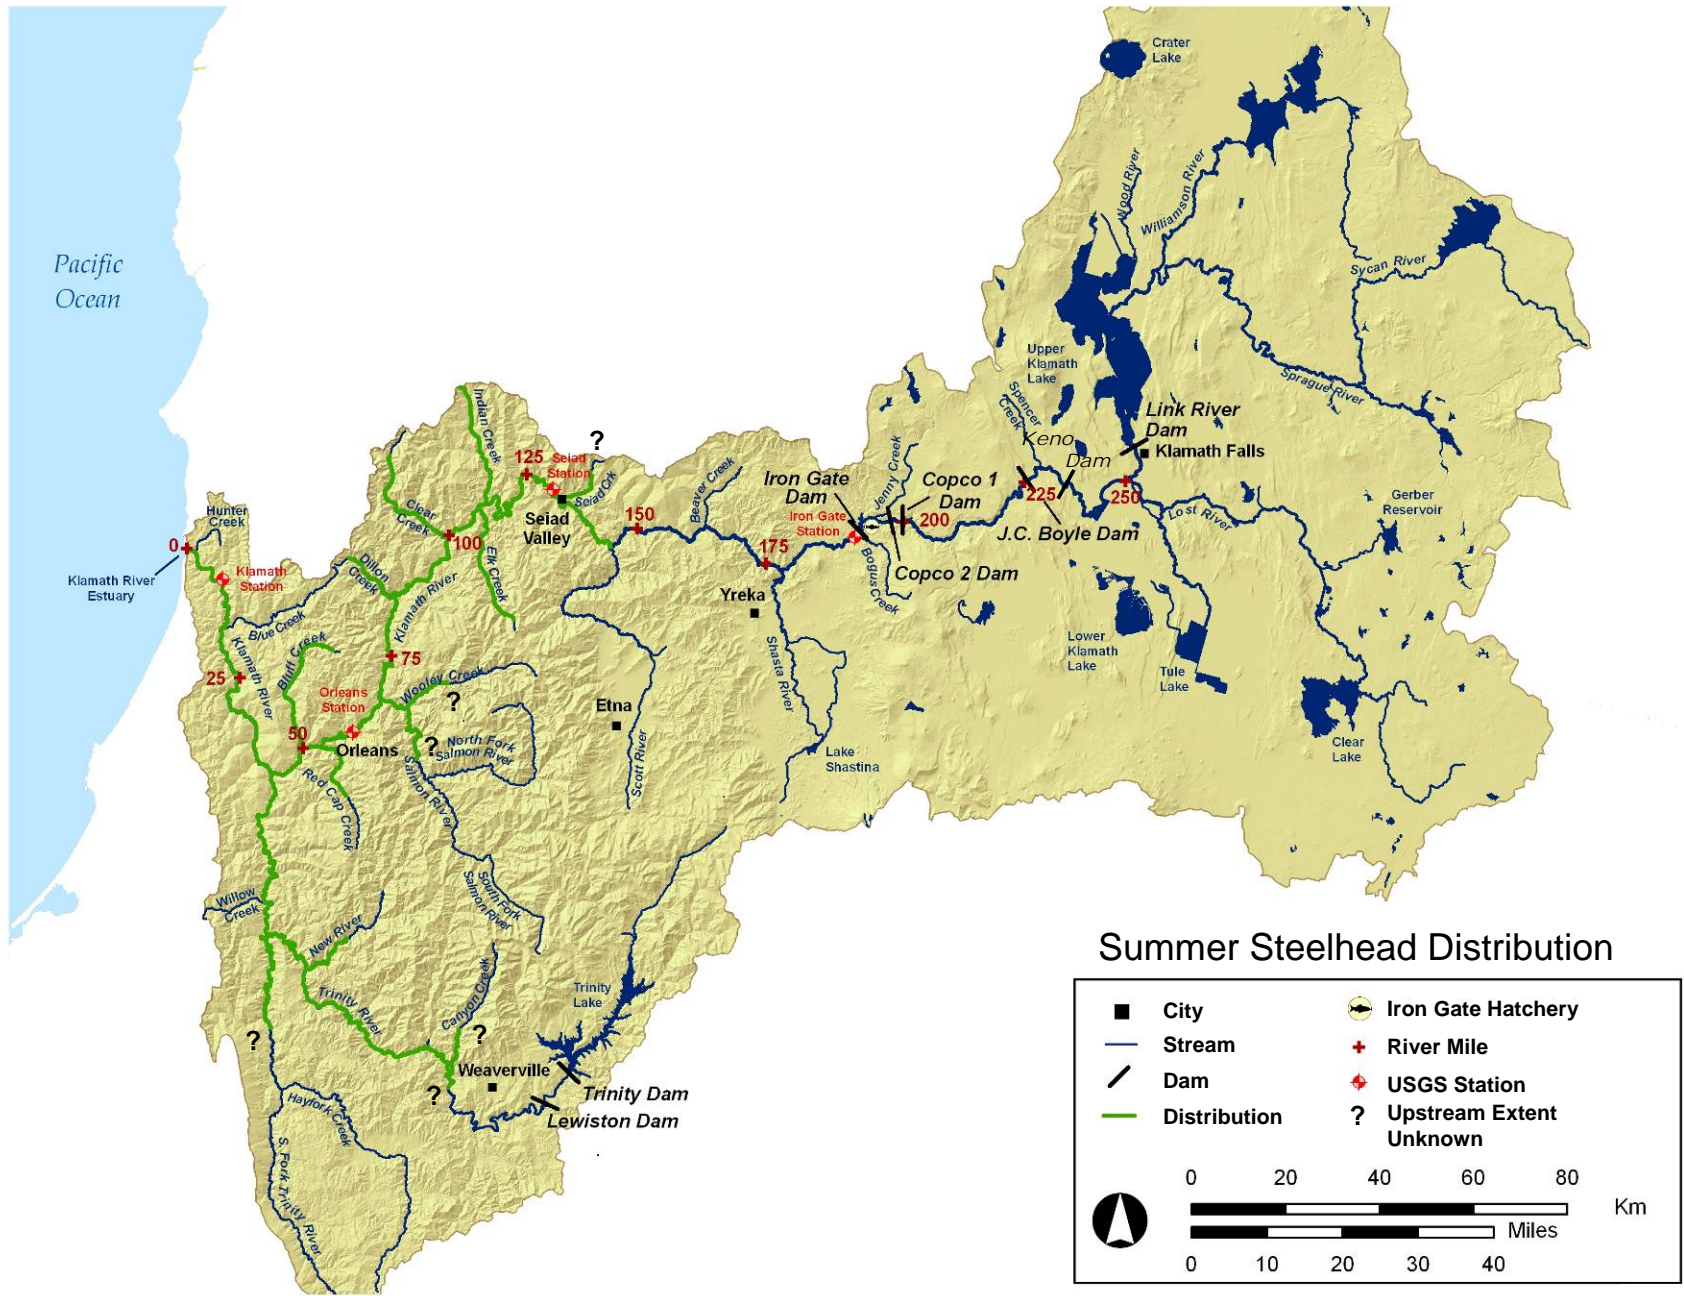 Crater
Lake
Wood River
Williamson River
Pacific
Ocean
Sycan River
Upper
Klamath
Lake
Sprague River
Spencer
Creek
Link River
Dam
Klamath Falls
Keno
Dam
Indian Creek
?
125
Seiad
Station
Seiad Crk
Beaver Creek
Iron Gate
Dam
Jenny Creek
Copco 1
Dam
225
250
Gerber
Reservoir
Hunter
Creek
Clear
Creek
Seiad
Valley
150
Iron Gate
Station
200
Lost River
J.C. Boyle Dam
0
100
175
Klamath River
Estuary
Klamath
Station
Dillon
Creek
Elk Creek
Bogus Creek
Copco 2 Dam
Klamath River
Yreka
Blue Creek
Klamath River
Bluff Creek
75
Shasta River
Lower
Klamath
Lake
Tule
Lake
25
Orleans
Station
Wooley Creek
?
Etna
50
Orleans
?
North Fork
Salmon River
Scott River
Lake
Shastina
Clear
Lake
Red Cap Creek
Salmon River
Willow
Creek
South Fork
Salmon River
New River
Trinity River
Canyon Creek
Trinity
Lake
?
?
Weaverville
?
Trinity Dam
Lewiston Dam
Hayfork Creek
S. Fork Trinity River
Summer Steelhead Distribution
City
Iron Gate Hatchery
Stream
River Mile
Dam
USGS Station
Distribution
? Upstream Extent
Unknown
0 20 40 60 80
Km
Miles
0 10 20 30 40